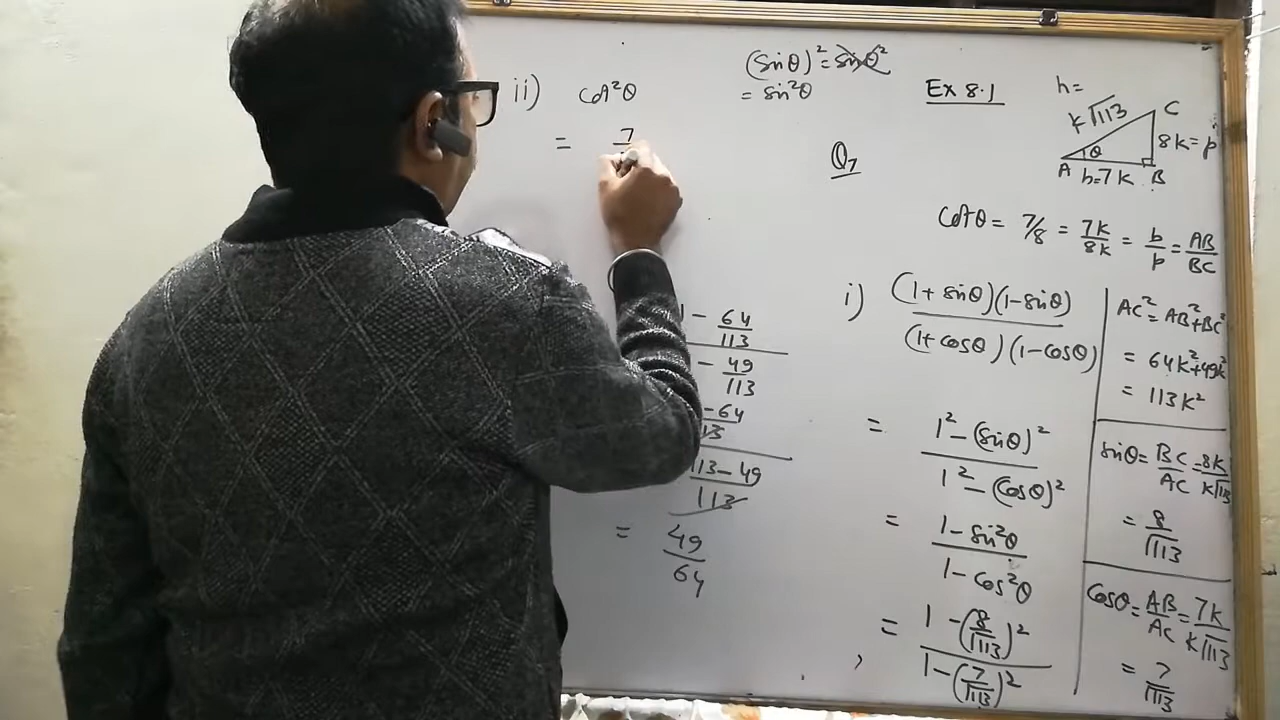 ii) cot²θ
= 7
(sinθ)² = sinθ²
= sin²θ
Ex 8.1
Q7
h=
k√113
C
8k=p
θ
A b=7k B
cotθ = 7/8 = 7k/8k = b/p = AB/BC
i) (1+sinθ)(1-sinθ)
(1+cosθ)(1-cosθ)
= 1²-(sinθ)²
1²-(cosθ)²
= 1-sin²θ
1-cos²θ
= 1-(8/√113)²
1-(7/√113)²
AC²=AB²+BC²
= 64k²+49k²
= 113k²
sinθ = BC/AC = 8k/k√113
= 8/√113
cosθ = AB/AC = 7k/k√113
= 7/√113
1 - 64/113
- 49/113
-64
13
113-49
113
= 49
64